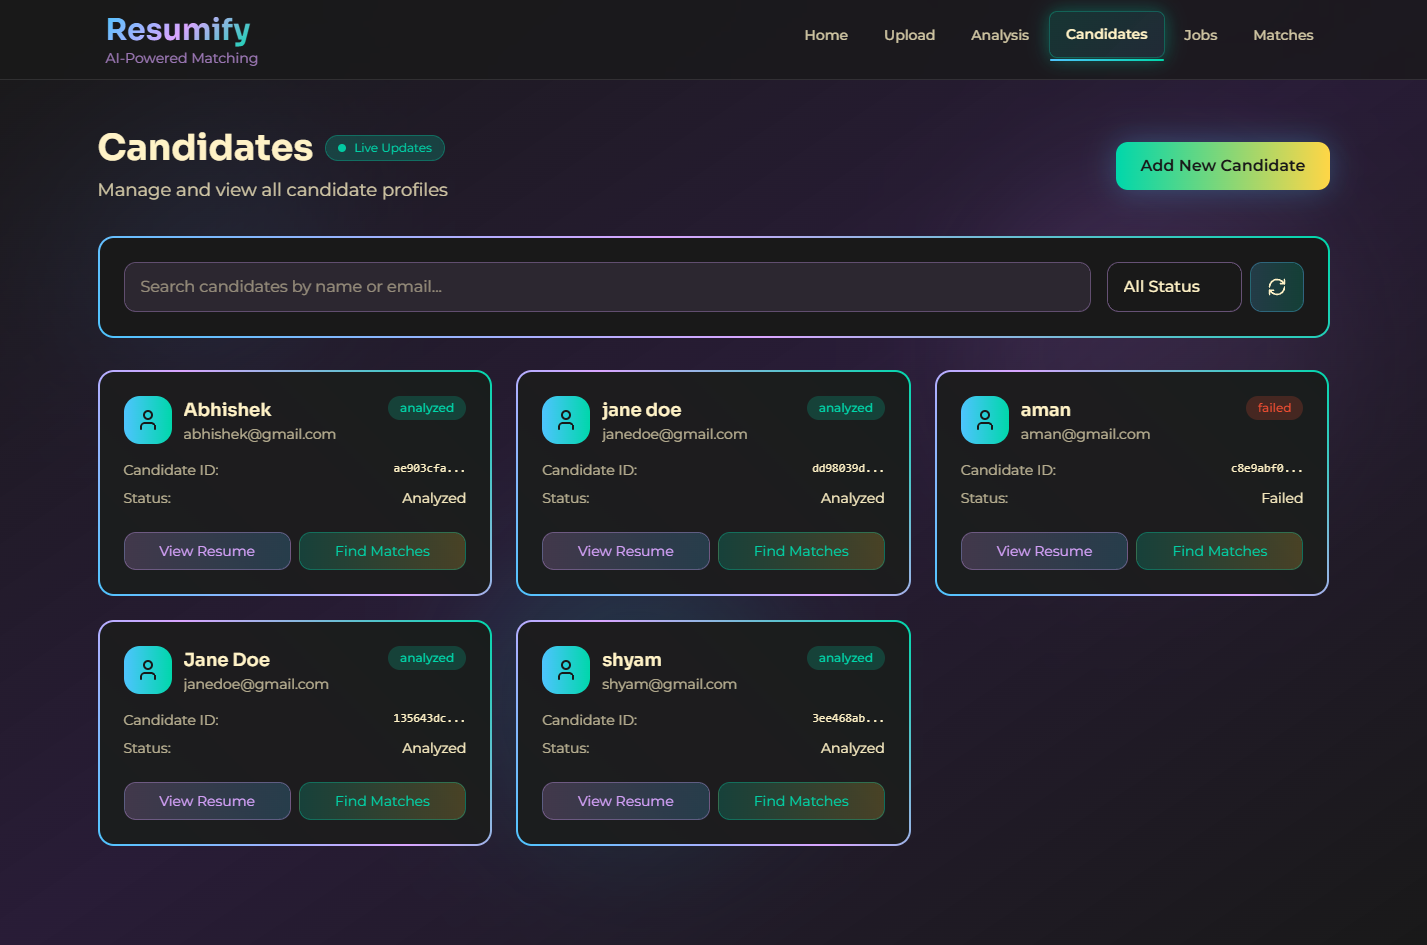 Resumify
AI-Powered Matching
Home Upload Analysis Candidates Jobs Matches
Candidates Live Updates
Manage and view all candidate profiles
Add New Candidate
Search candidates by name or email...
All Status
Abhishek analyzed
abhishek@gmail.com
Candidate ID: ae903cfa...
Status: Analyzed
View Resume Find Matches
jane doe analyzed
janedoe@gmail.com
Candidate ID: dd98039d...
Status: Analyzed
View Resume Find Matches
aman failed
aman@gmail.com
Candidate ID: c8e9abf0...
Status: Failed
View Resume Find Matches
Jane Doe analyzed
janedoe@gmail.com
Candidate ID: 135643dc...
Status: Analyzed
View Resume Find Matches
shyam analyzed
shyam@gmail.com
Candidate ID: 3ee468ab...
Status: Analyzed
View Resume Find Matches